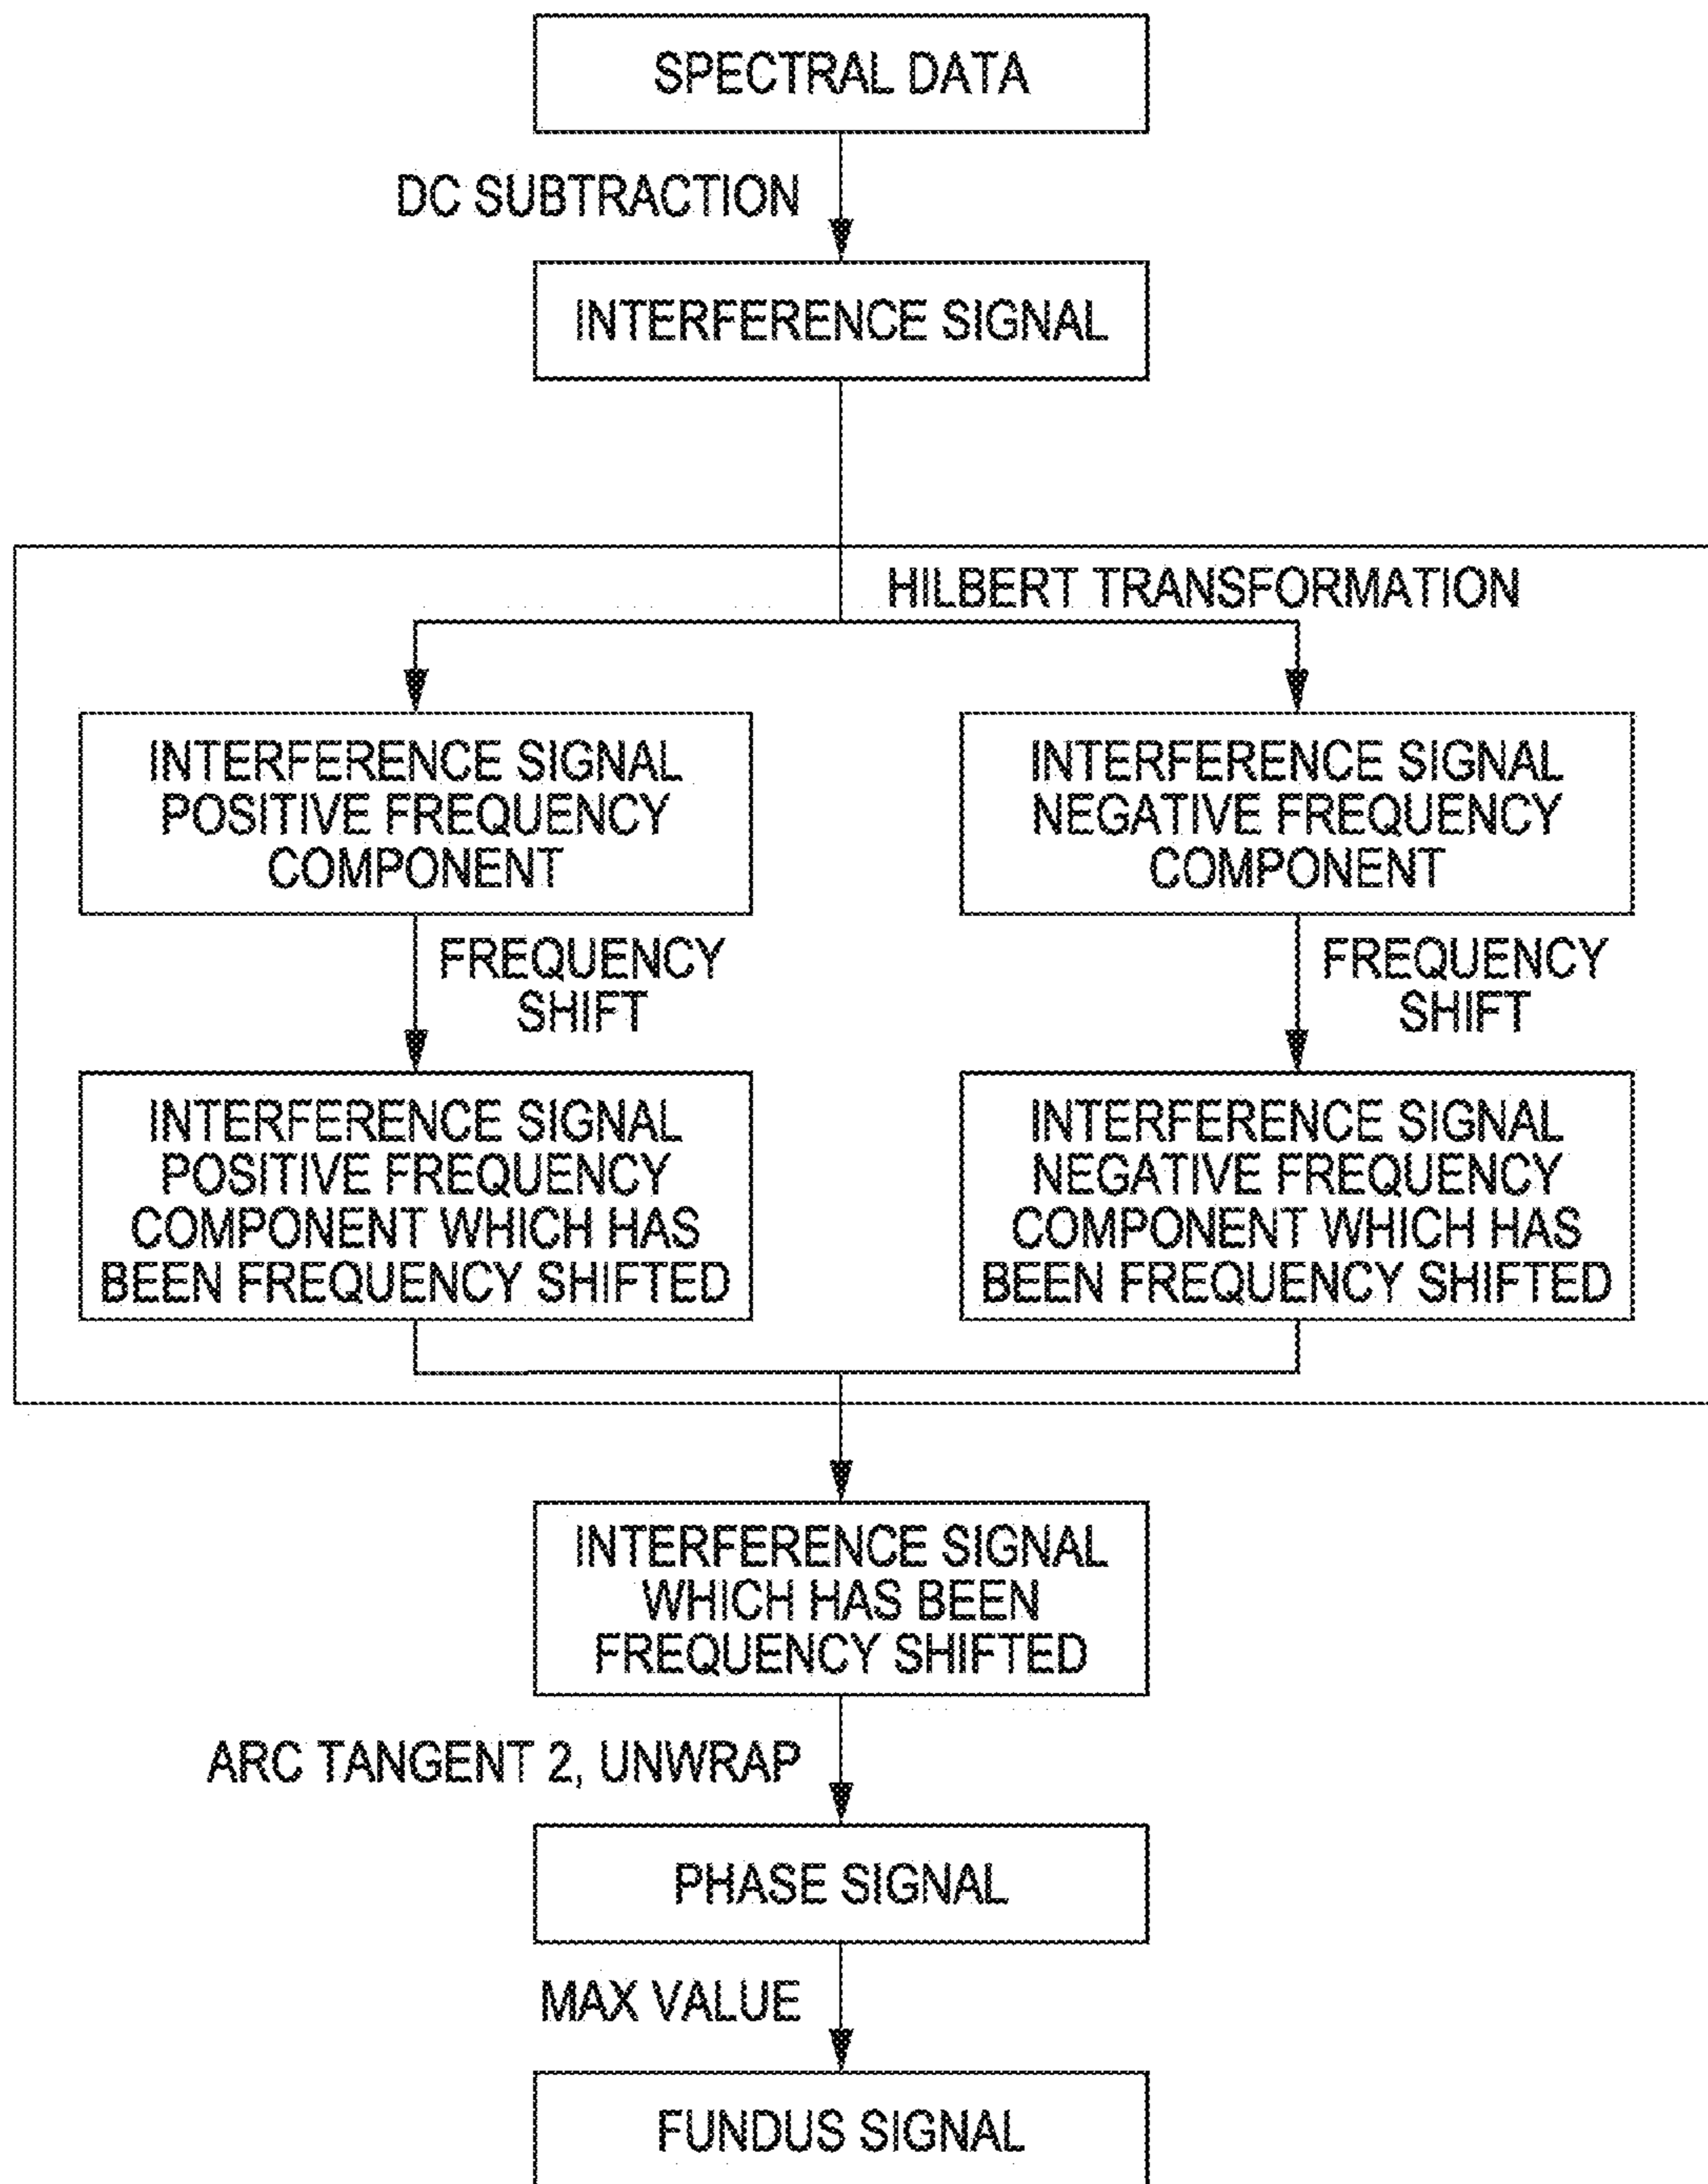 SPECTRAL DATA
DC SUBTRACTION
INTERFERENCE SIGNAL
HILBERT TRANSFORMATION
INTERFERENCE SIGNAL
POSITIVE FREQUENCY
COMPONENT
INTERFERENCE SIGNAL
NEGATIVE FREQUENCY
COMPONENT
FREQUENCY
SHIFT
FREQUENCY
SHIFT
INTERFERENCE SIGNAL
POSITIVE FREQUENCY
COMPONENT WHICH HAS
BEEN FREQUENCY SHIFTED
INTERFERENCE SIGNAL
NEGATIVE FREQUENCY
COMPONENT WHICH HAS
BEEN FREQUENCY SHIFTED
INTERFERENCE SIGNAL
WHICH HAS BEEN
FREQUENCY SHIFTED
ARC TANGENT 2, UNWRAP
PHASE SIGNAL
MAX VALUE
FUNDUS SIGNAL